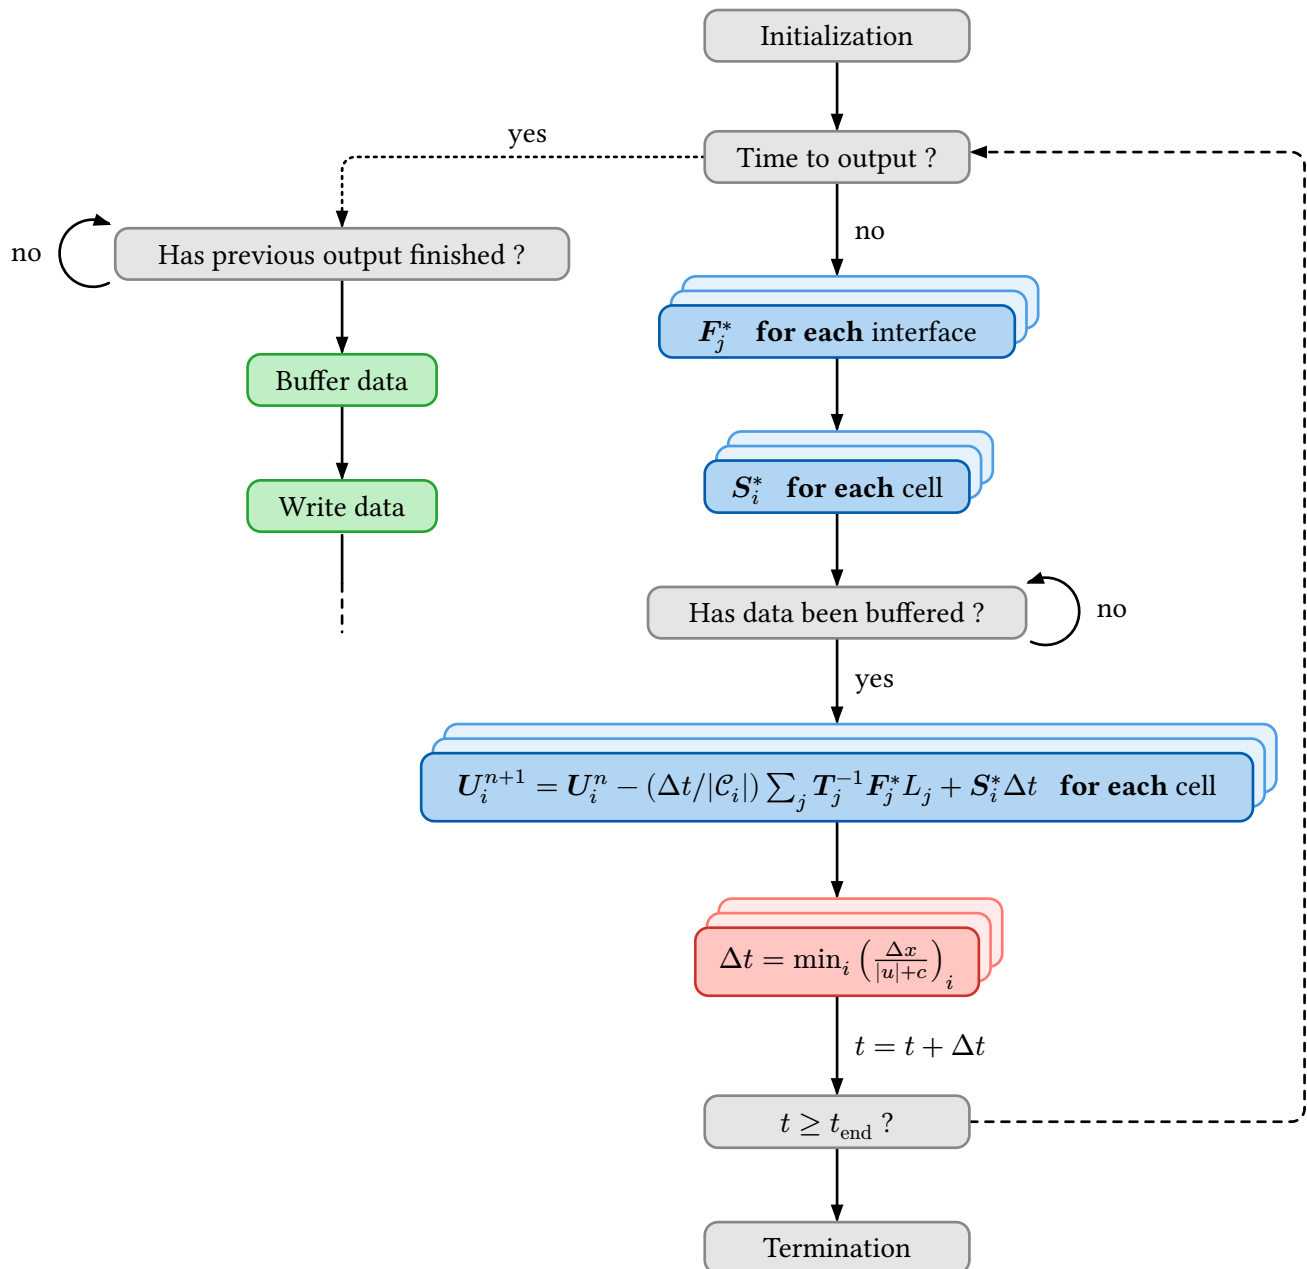 Initialization
yes
Time to output ?
no
no
Has previous output finished ?
F*_j for each interface
Buffer data
S*_i for each cell
Write data
Has data been buffered ?
no
yes
U_i^{n+1} = U_i^n − (Δt/|𝒞_i|) ∑_j T_j^{−1} F_j^* L_j + S_i^* Δt for each cell
Δt = min_i (Δx/(|u|+c))_i
t = t + Δt
t ≥ t_end ?
Termination